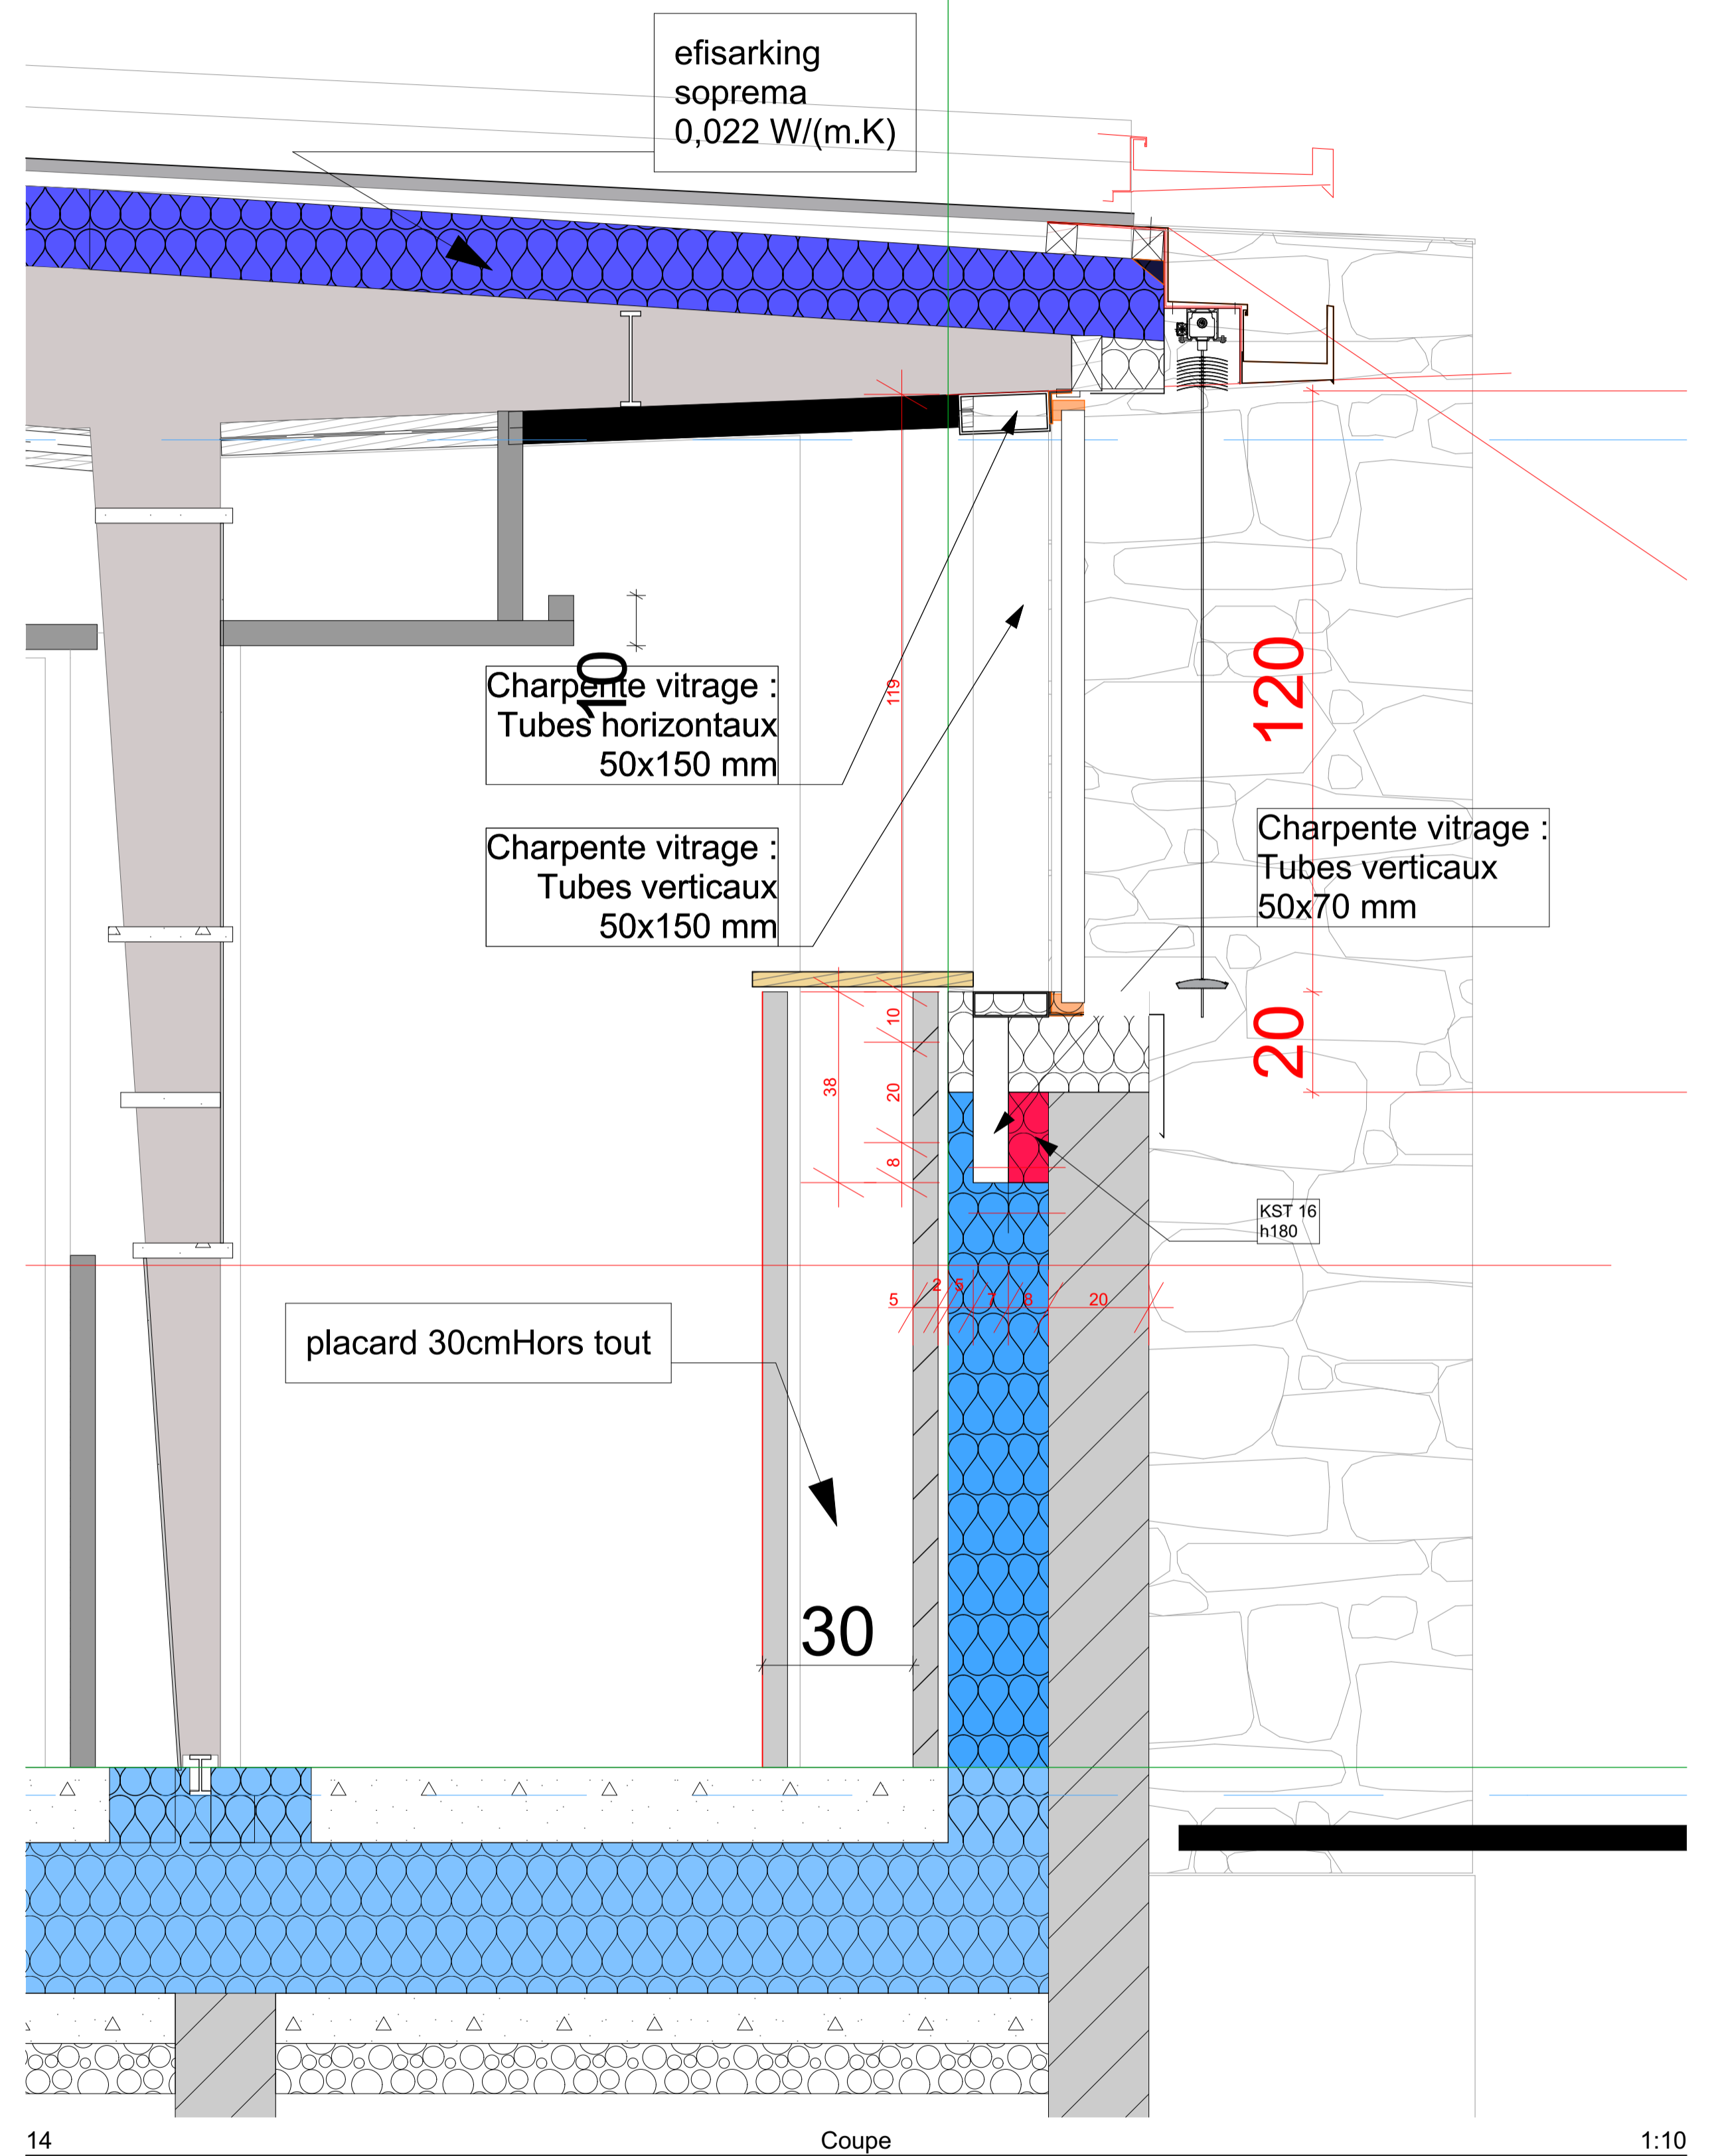 efisarking
soprema
0,022 W/(m.K)
10
Charpente vitrage :
Tubes horizontaux
50x150 mm
119
120
Charpente vitrage :
Tubes verticaux
50x150 mm
Charpente vitrage :
Tubes verticaux
50x70 mm
10
38
20
20
8
KST 16
h180
5
2
5
7
8
20
placard 30cmHors tout
30
14
Coupe
1:10